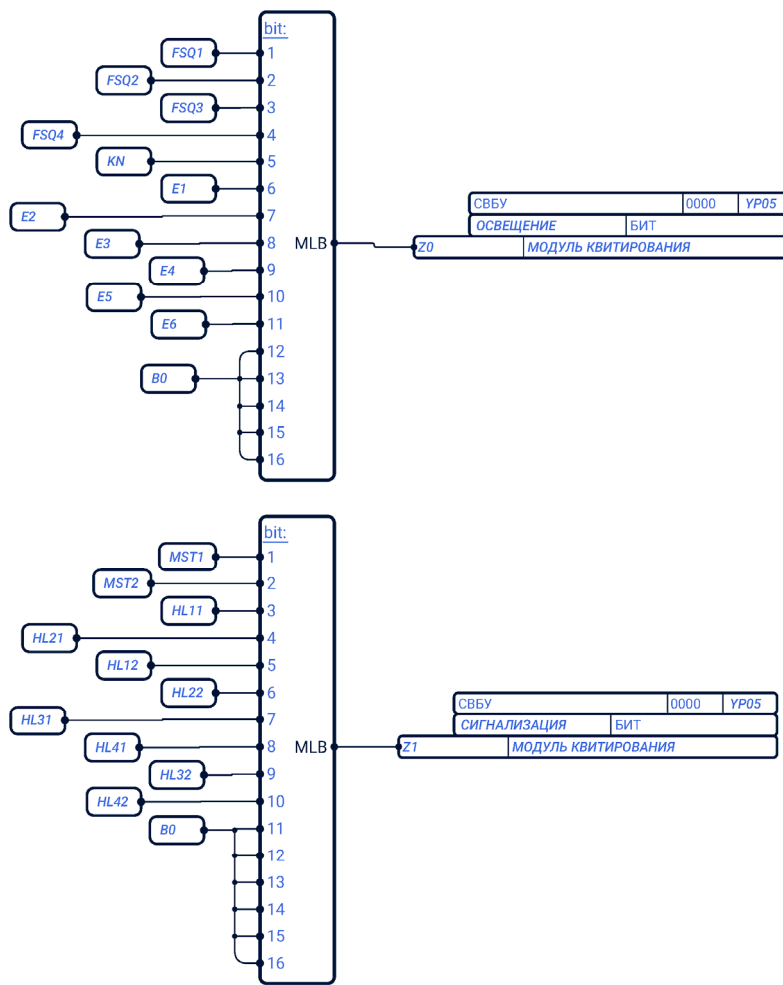 bit:
FSQ1 1
FSQ2 2
FSQ3 3
FSQ4 4
KN 5
E1 6
E2 7
E3 8
E4 9
E5 10
E6 11
12
B0 13
14
15
16
MLB
СВБУ 0000 YP05
ОСВЕЩЕНИЕ БИТ
Z0 МОДУЛЬ КВИТИРОВАНИЯ
bit:
MST1 1
MST2 2
HL11 3
HL21 4
HL12 5
HL22 6
HL31 7
HL41 8
HL32 9
HL42 10
B0 11
12
13
14
15
16
MLB
СВБУ 0000 YP05
СИГНАЛИЗАЦИЯ БИТ
Z1 МОДУЛЬ КВИТИРОВАНИЯ